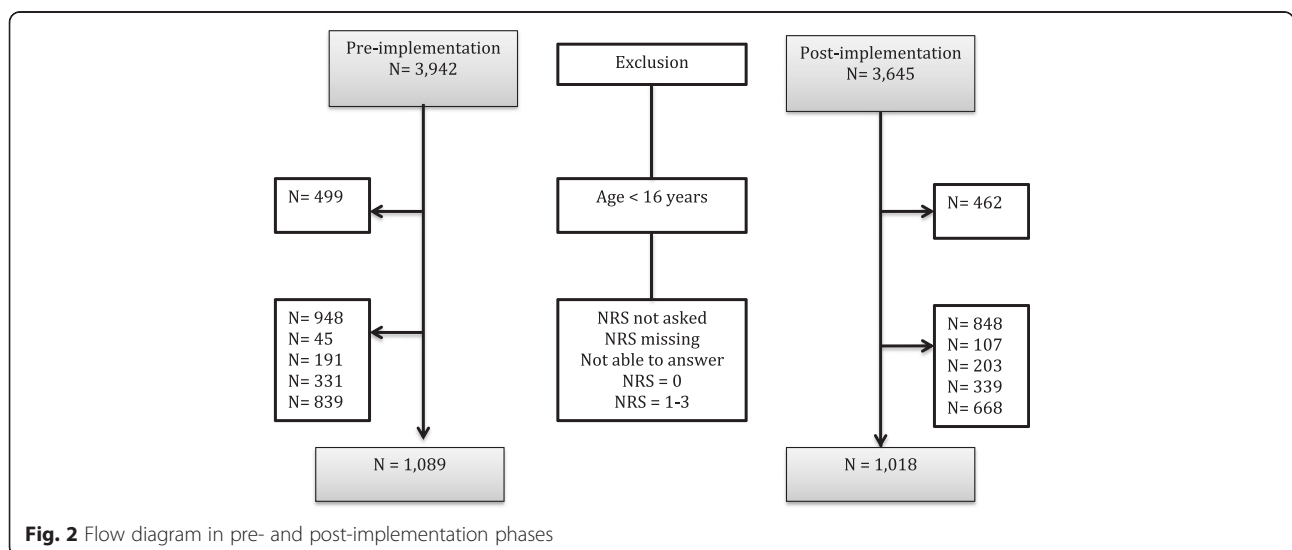 Pre-implementation
N= 3,942
Exclusion
Post-implementation
N= 3,645
N= 499
Age < 16 years
N= 462
N= 948
N= 45
N= 191
N= 331
N= 839
NRS not asked
NRS missing
Not able to answer
NRS = 0
NRS = 1-3
N= 848
N= 107
N= 203
N= 339
N= 668
N = 1,089
N = 1,018
Fig. 2 Flow diagram in pre- and post-implementation phases